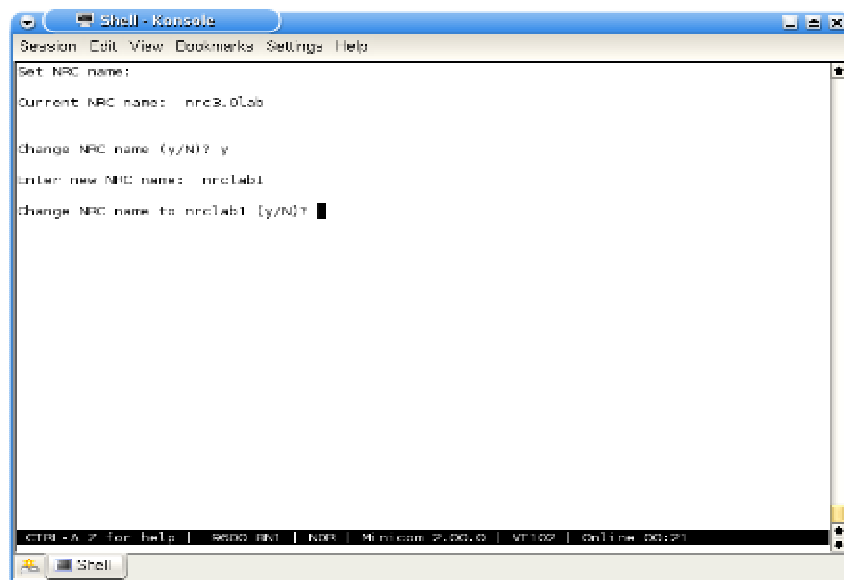 Shell - Konsole
Session Edit View Bookmarks Settings Help
Set NRC name:
Current NRC name: nrc3.0lab
Change NRC name (y/N)? y
Enter new NRC name: nrclab1
Change NRC name to nrclab1 (y/N)?
CTRL-A Z for help | 9600 8N1 | NOR | Minicom 2.00.0 | VT102 | Online 00:21
Shell